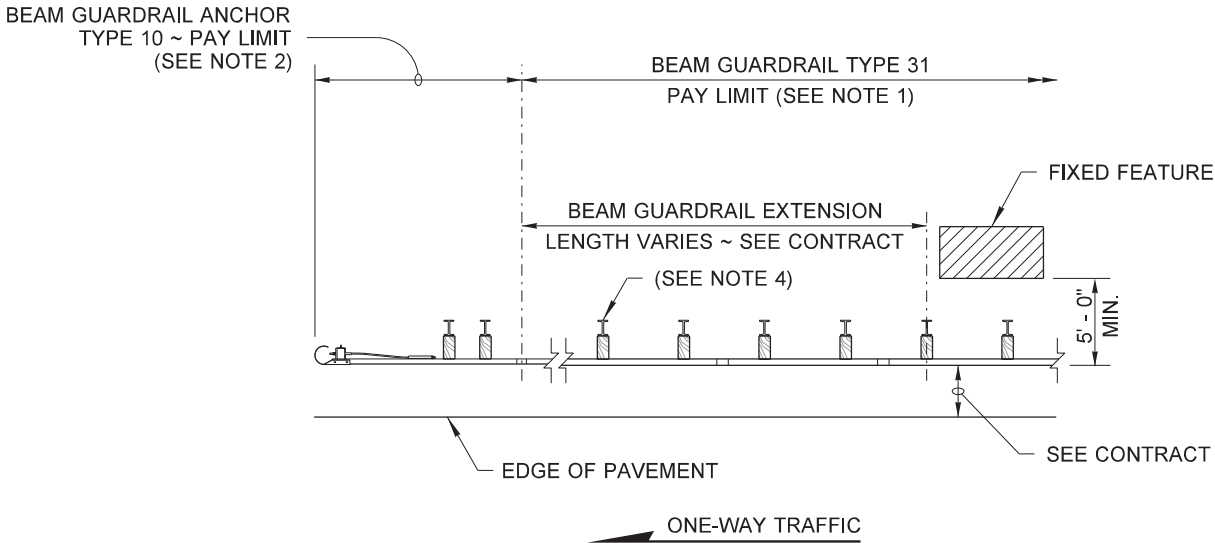 BEAM GUARDRAIL ANCHOR
TYPE 10 ~ PAY LIMIT
(SEE NOTE 2)
BEAM GUARDRAIL TYPE 31
PAY LIMIT (SEE NOTE 1)
FIXED FEATURE
BEAM GUARDRAIL EXTENSION
LENGTH VARIES ~ SEE CONTRACT
(SEE NOTE 4)
5' - 0"
MIN.
SEE CONTRACT
EDGE OF PAVEMENT
ONE-WAY TRAFFIC